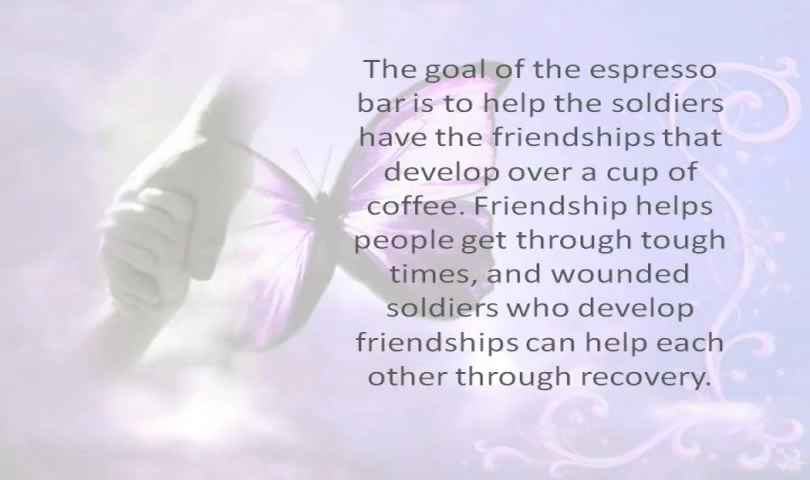 The goal of the espresso
bar is to help the soldiers
have the friendships that
develop over a cup of
coffee. Friendship helps
people get through tough
times, and wounded
soldiers who develop
friendships can help each
other through recovery.